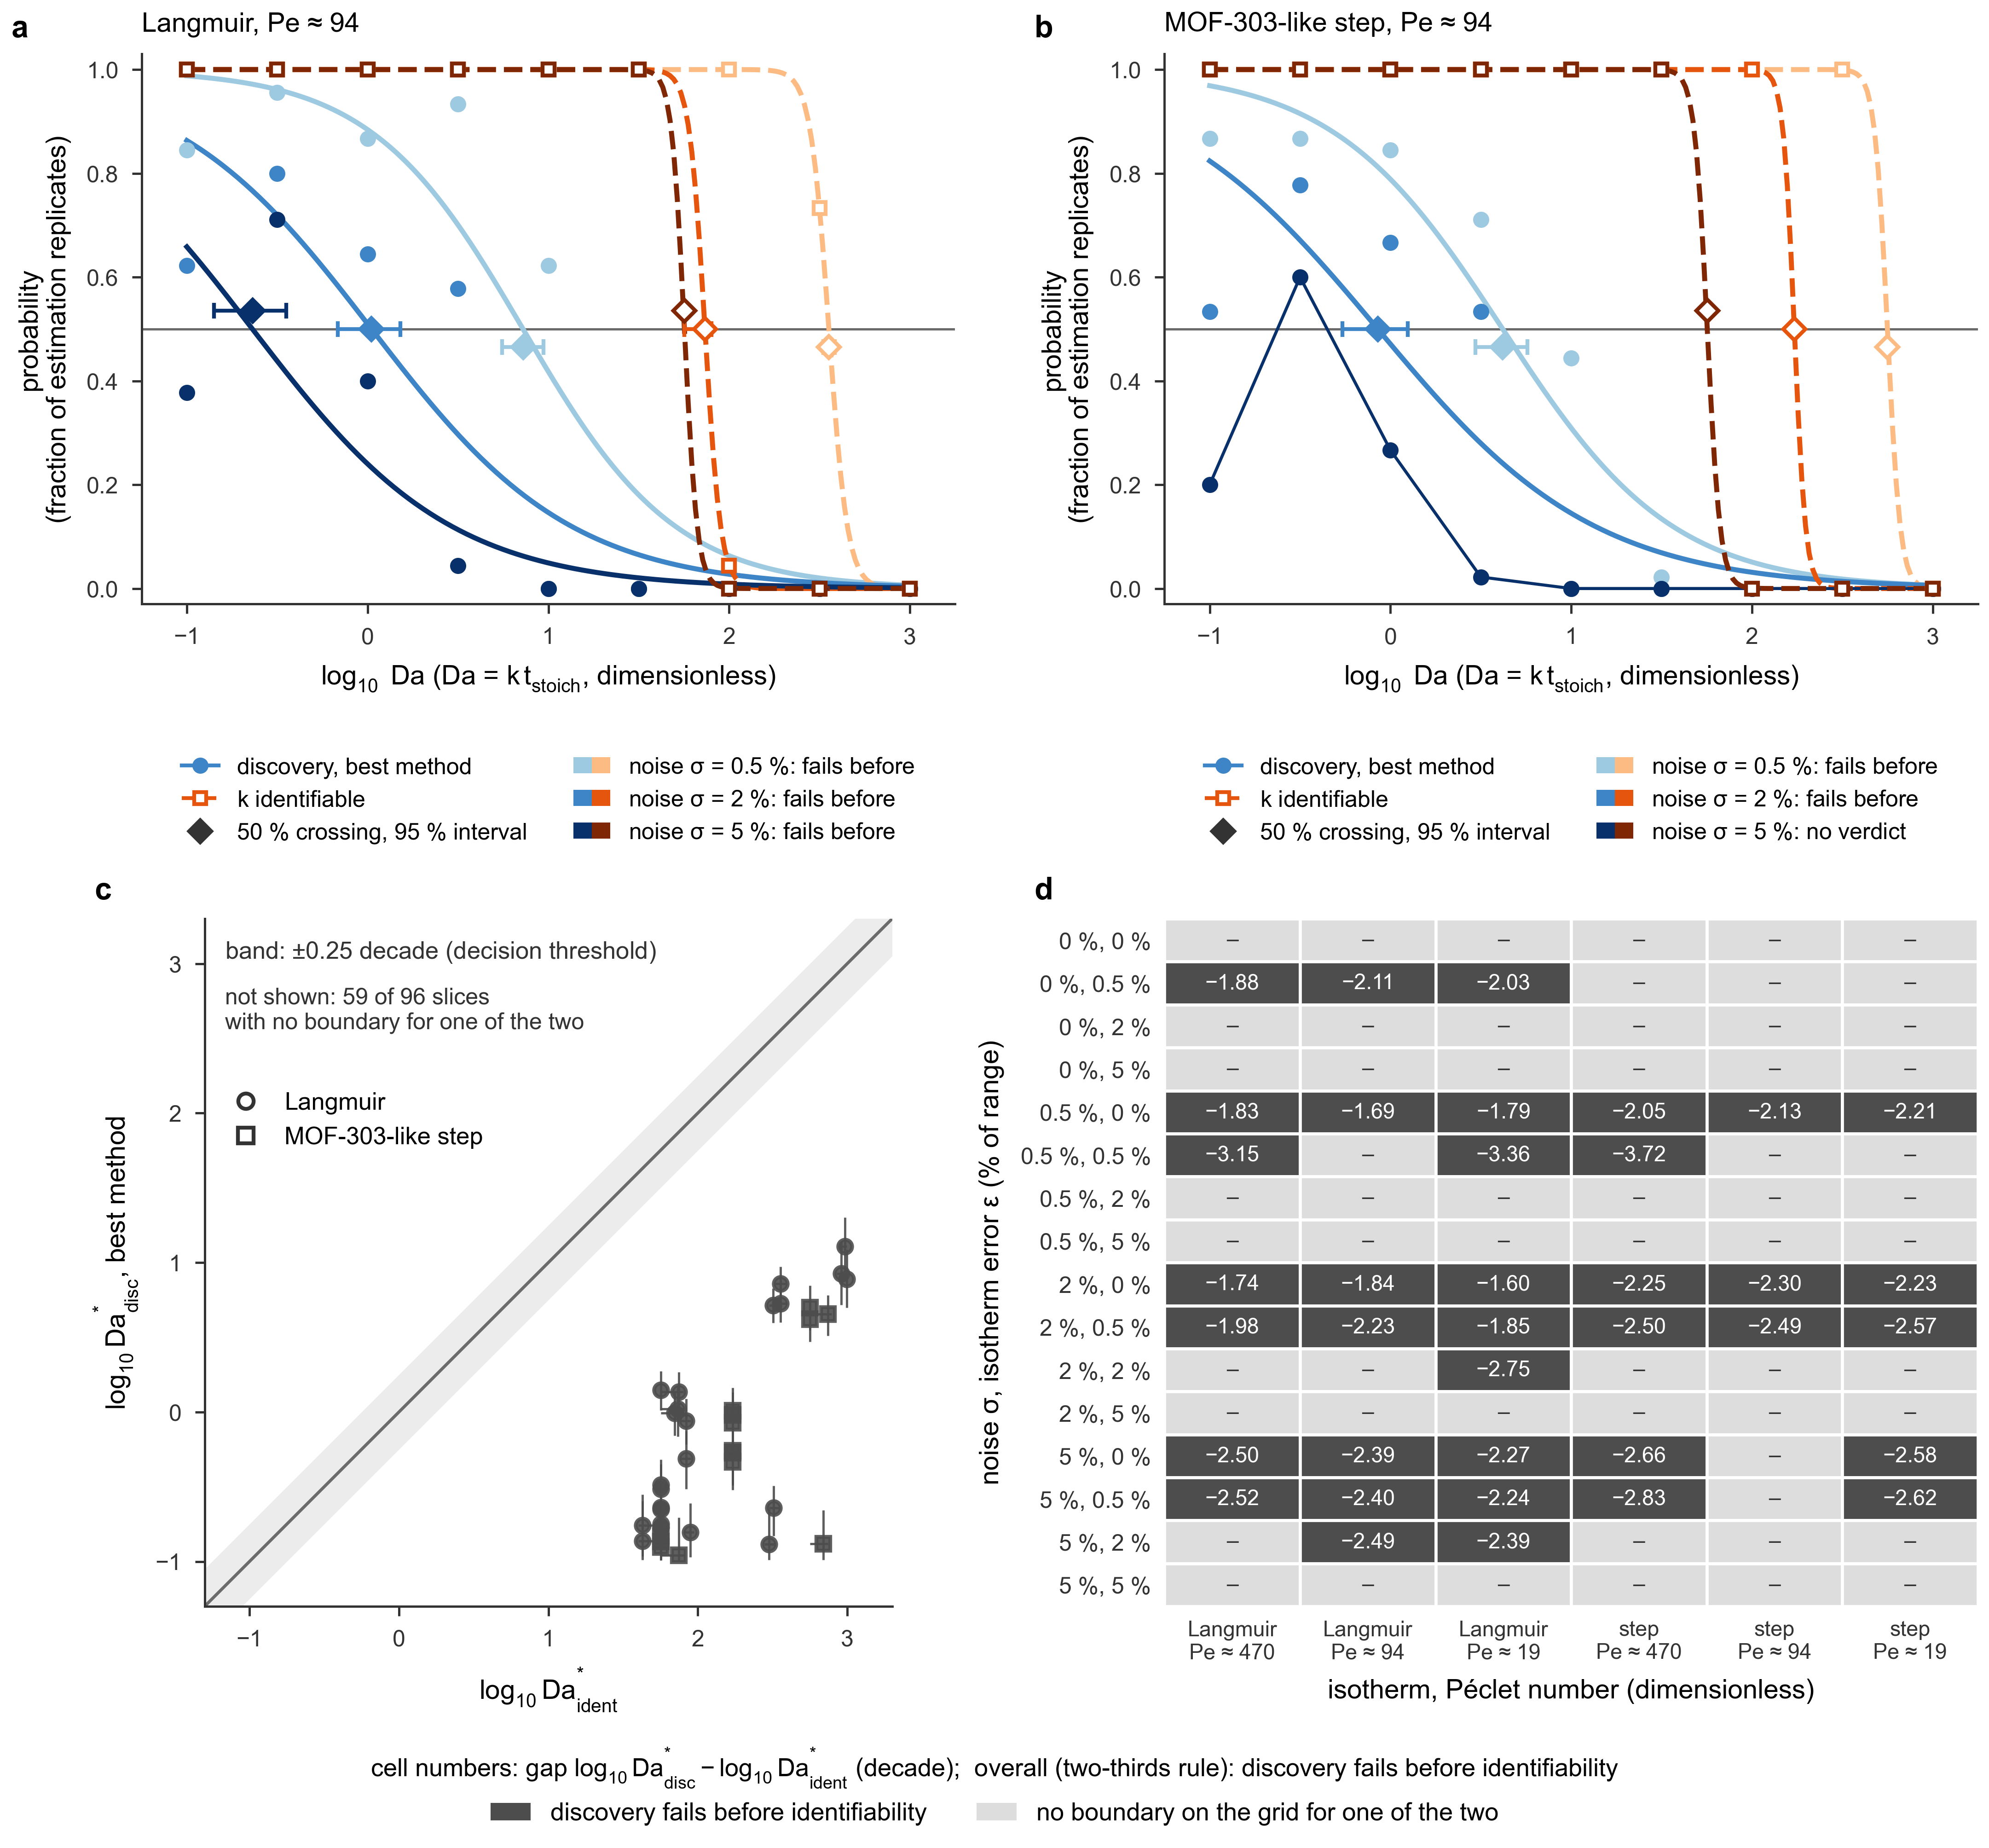 a
Langmuir, Pe ≈ 94
probability
(fraction of estimation replicates)
1.0
0.8
0.6
0.4
0.2
0.0
−1
0
1
2
3
log10 Da (Da = k tstoich, dimensionless)
discovery, best method
k identifiable
50 % crossing, 95 % interval
noise σ = 0.5 %: fails before
noise σ = 2 %: fails before
noise σ = 5 %: fails before
b
MOF-303-like step, Pe ≈ 94
probability
(fraction of estimation replicates)
1.0
0.8
0.6
0.4
0.2
0.0
−1
0
1
2
3
log10 Da (Da = k tstoich, dimensionless)
discovery, best method
k identifiable
50 % crossing, 95 % interval
noise σ = 0.5 %: fails before
noise σ = 2 %: fails before
noise σ = 5 %: no verdict
c
band: ±0.25 decade (decision threshold)
not shown: 59 of 96 slices
with no boundary for one of the two
Langmuir
MOF-303-like step
log10 Da*disc, best method
3
2
1
0
−1
−1
0
1
2
3
log10 Da*ident
d
noise σ, isotherm error ε (% of range)
0 %, 0 % – – – – – –
0 %, 0.5 % −1.88 −2.11 −2.03 – – –
0 %, 2 % – – – – – –
0 %, 5 % – – – – – –
0.5 %, 0 % −1.83 −1.69 −1.79 −2.05 −2.13 −2.21
0.5 %, 0.5 % −3.15 – −3.36 −3.72 – –
0.5 %, 2 % – – – – – –
0.5 %, 5 % – – – – – –
2 %, 0 % −1.74 −1.84 −1.60 −2.25 −2.30 −2.23
2 %, 0.5 % −1.98 −2.23 −1.85 −2.50 −2.49 −2.57
2 %, 2 % – – −2.75 – – –
2 %, 5 % – – – – – –
5 %, 0 % −2.50 −2.39 −2.27 −2.66 – −2.58
5 %, 0.5 % −2.52 −2.40 −2.24 −2.83 – −2.62
5 %, 2 % – −2.49 −2.39 – – –
5 %, 5 % – – – – – –
Langmuir Langmuir Langmuir step step step
Pe ≈ 470 Pe ≈ 94 Pe ≈ 19 Pe ≈ 470 Pe ≈ 94 Pe ≈ 19
isotherm, Péclet number (dimensionless)
cell numbers: gap log10 Da*disc − log10 Da*ident (decade); overall (two-thirds rule): discovery fails before identifiability
discovery fails before identifiability
no boundary on the grid for one of the two